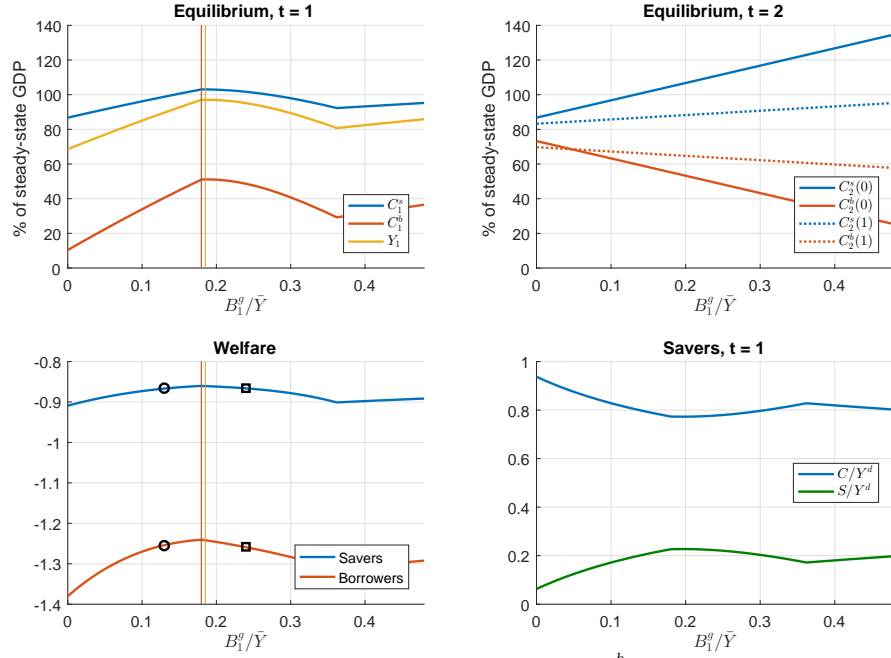 Equilibrium, t = 1
% of steady-state GDP
140
120
100
80
60
40
20
0
0 0.1 0.2 0.3 0.4
$B_1^g/\bar{Y}$
$C_1^s$
$C_1^b$
$Y_1$
Equilibrium, t = 2
% of steady-state GDP
140
120
100
80
60
40
20
0
0 0.1 0.2 0.3 0.4
$B_1^g/\bar{Y}$
$C_2^s(0)$
$C_2^b(0)$
$C_2^s(1)$
$C_2^b(1)$
Welfare
-0.8
-0.9
-1
-1.1
-1.2
-1.3
-1.4
0 0.1 0.2 0.3 0.4
$B_1^g/\bar{Y}$
Savers
Borrowers
Savers, t = 1
1
0.8
0.6
0.4
0.2
0
0 0.1 0.2 0.3 0.4
$B_1^g/\bar{Y}$
$C/Y^d$
$S/Y^d$
b